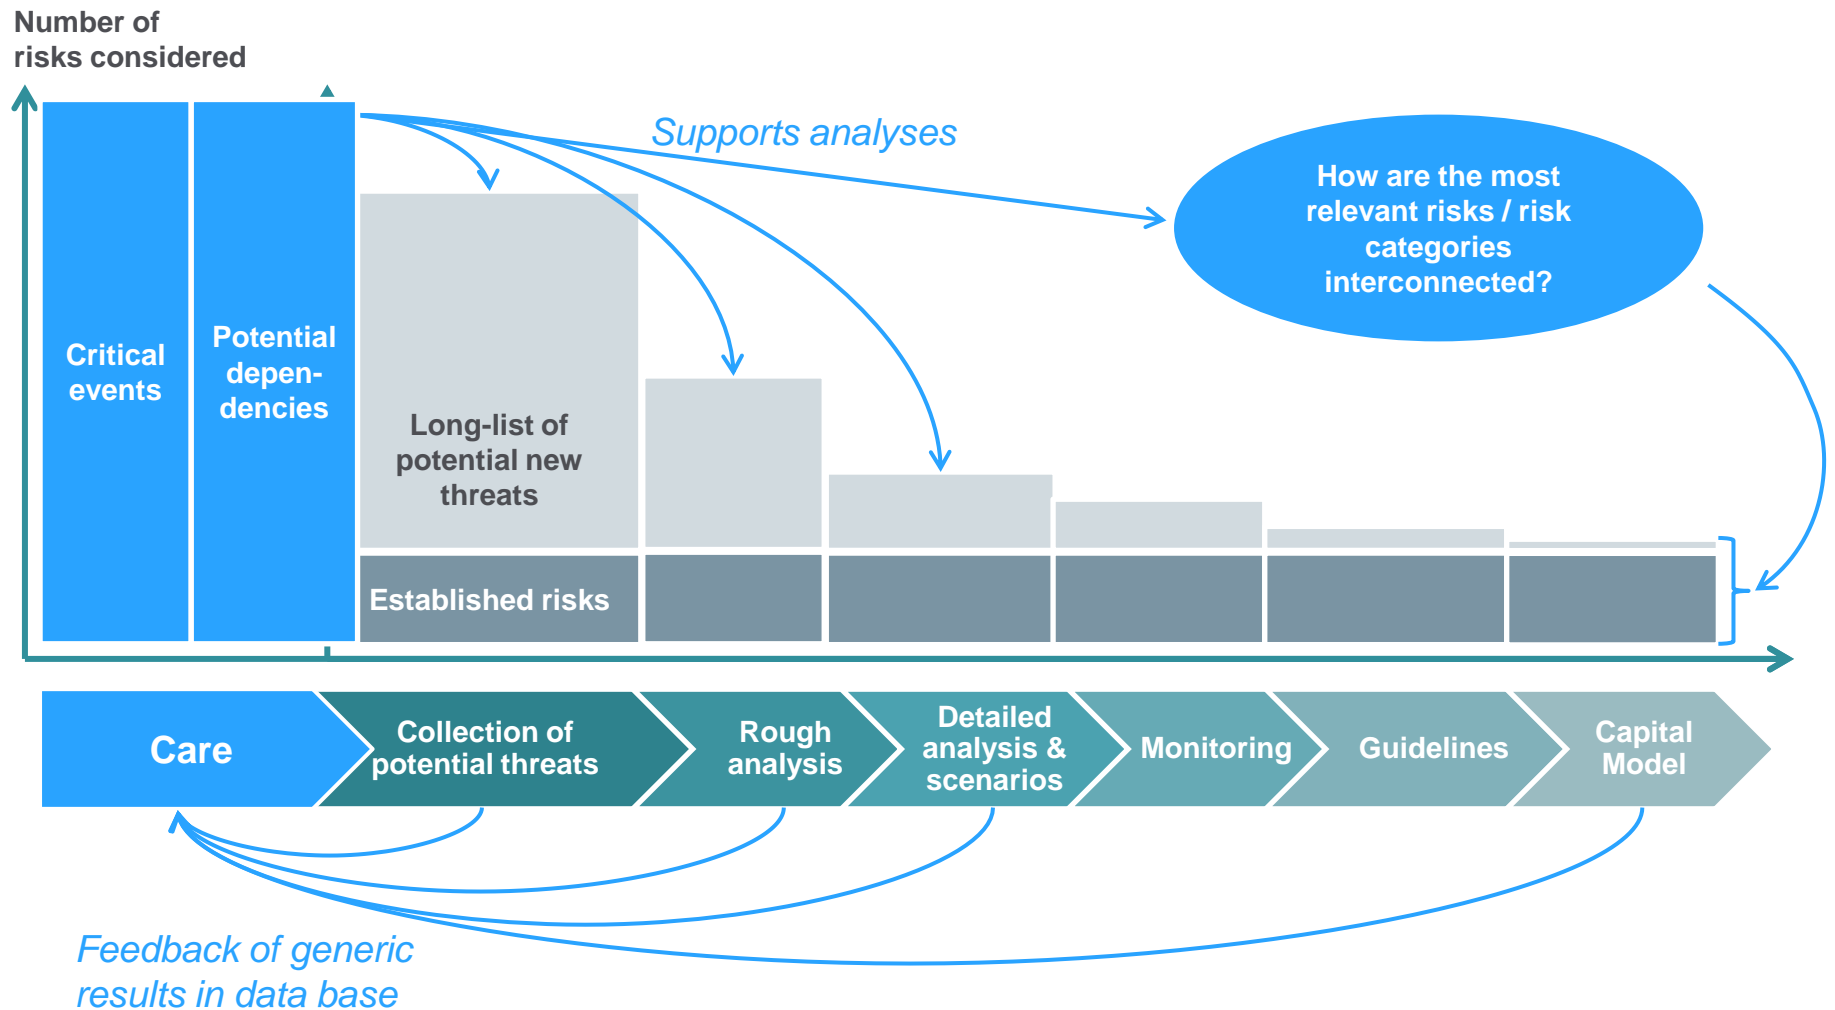 Number of
risks considered
Supports analyses
How are the most
relevant risks / risk
categories
interconnected?
Critical
events
Potential
depen-
dencies
Long-list of
potential new
threats
Established risks
Care
Collection of
potential threats
Rough
analysis
Detailed
analysis &
scenarios
Monitoring
Guidelines
Capital
Model
Feedback of generic
results in data base